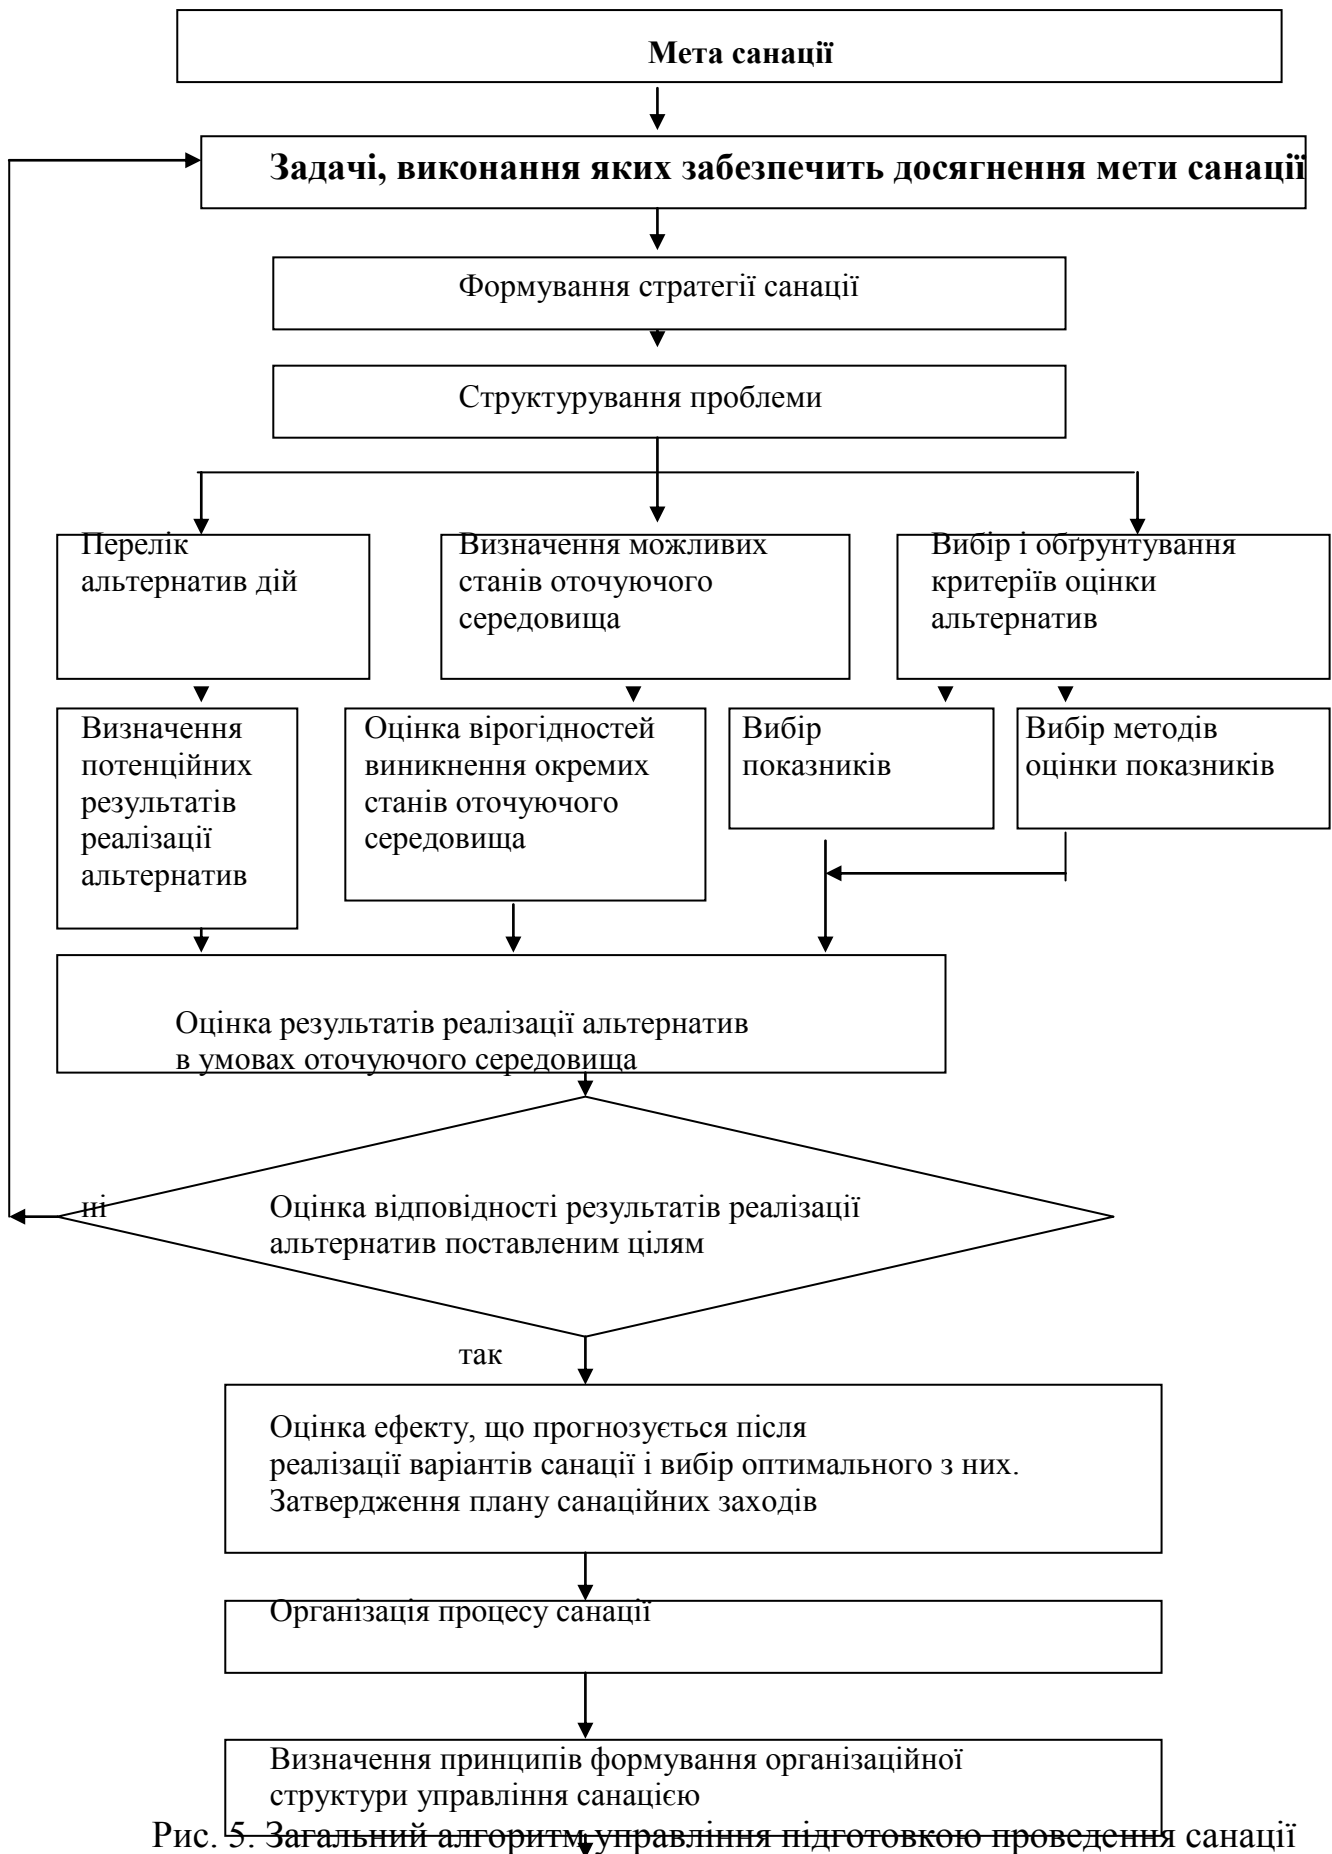 Мета санації
Задачі, виконання яких забезпечить досягнення мети санації
Формування стратегії санації
Структурування проблеми
Перелік
альтернатив дій
Визначення можливих
станів оточуючого
середовища
Вибір і обґрунтування
критеріїв оцінки
альтернатив
Визначення
потенційних
результатів
реалізації
альтернатив
Оцінка вірогідностей
виникнення окремих
станів оточуючого
середовища
Вибір
показників
Вибір методів
оцінки показників
Оцінка результатів реалізації альтернатив
в умовах оточуючого середовища
ні
Оцінка відповідності результатів реалізації
альтернатив поставленим цілям
так
Оцінка ефекту, що прогнозується після
реалізації варіантів санації і вибір оптимального з них.
Затвердження плану санаційних заходів
Організація процесу санації
Визначення принципів формування організаційної
структури управління санацією
Рис. 5. Загальний алгоритм управління підготовкою проведення санації